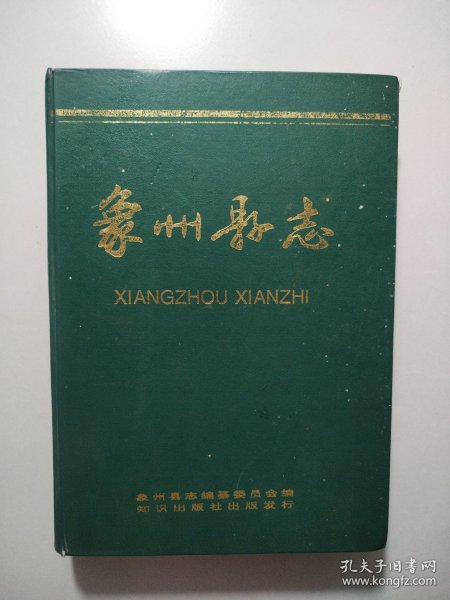 象州县志
XIANGZHOU XIANZHI
象州县志编纂委员会编
知识出版社出版发行
孔夫子旧书网
www.kongfz.com